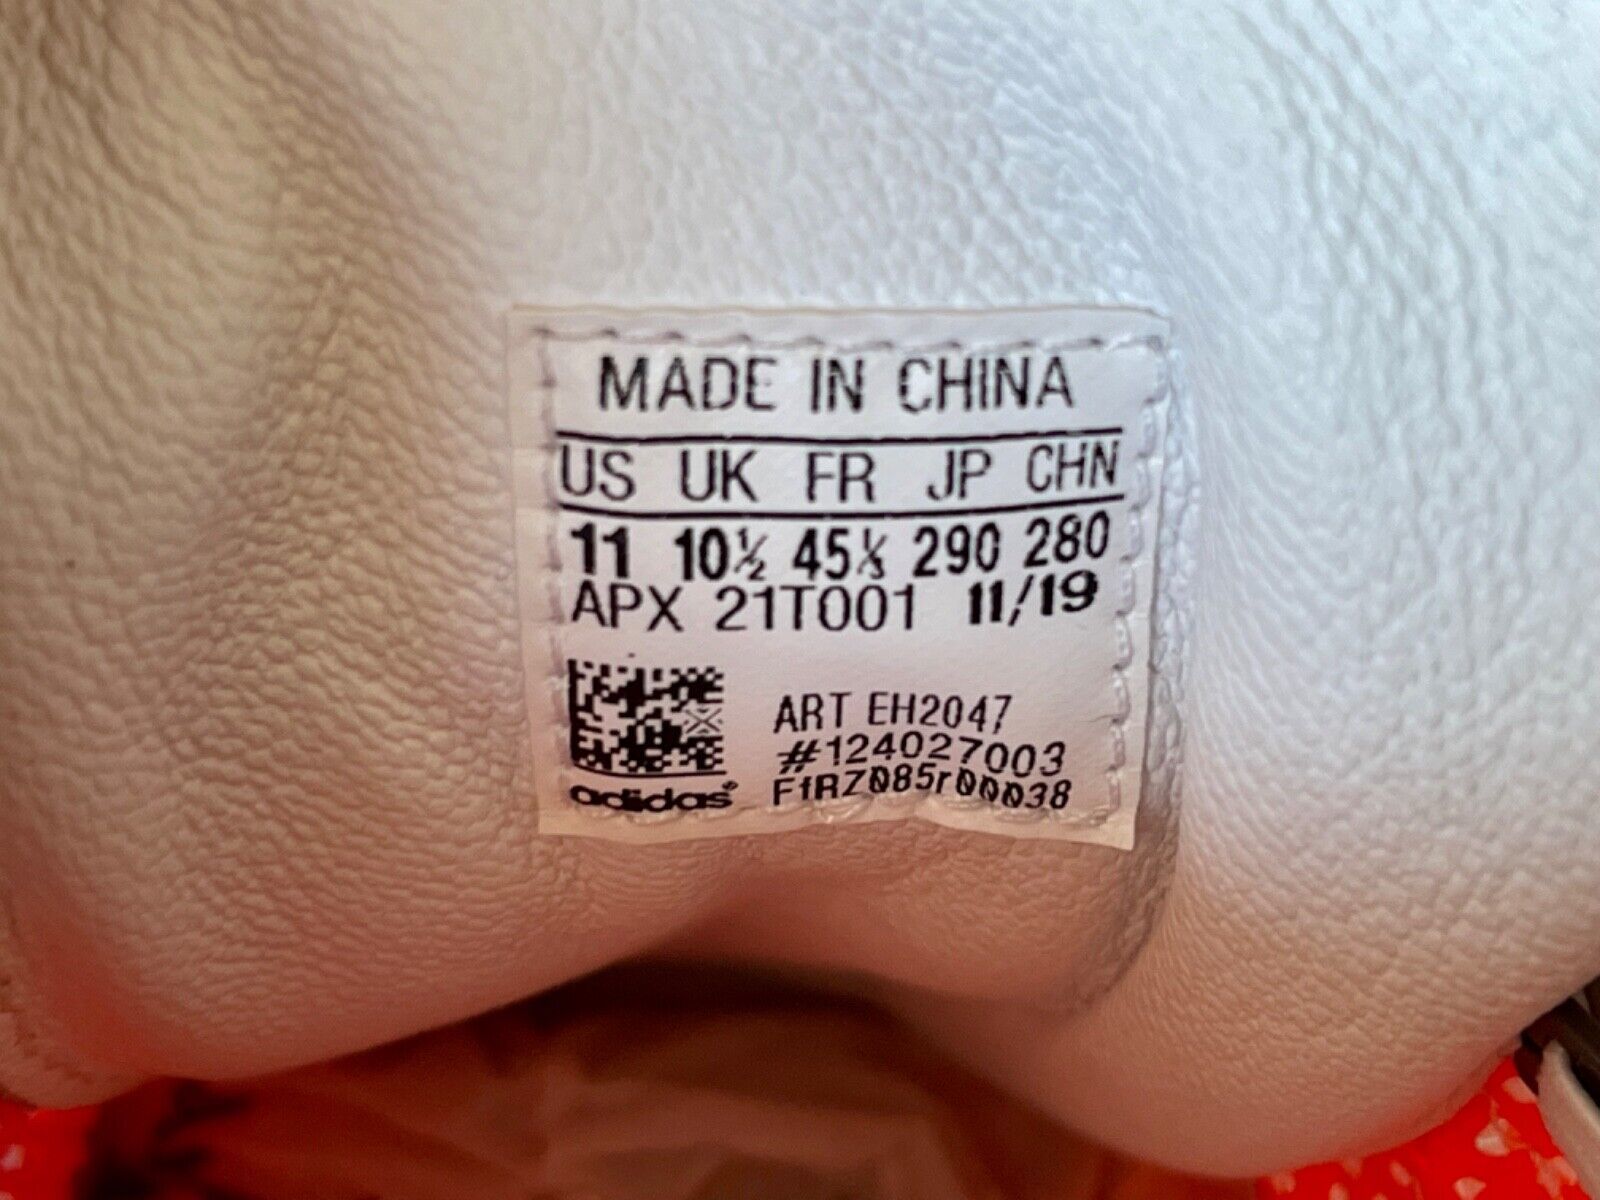 MADE IN CHINA
US UK FR JP CHN
11 10½ 45⅓ 290 280
APX 21T001 11/19
ART EH2047
#124027003
F1RZ085r00038
adidas®